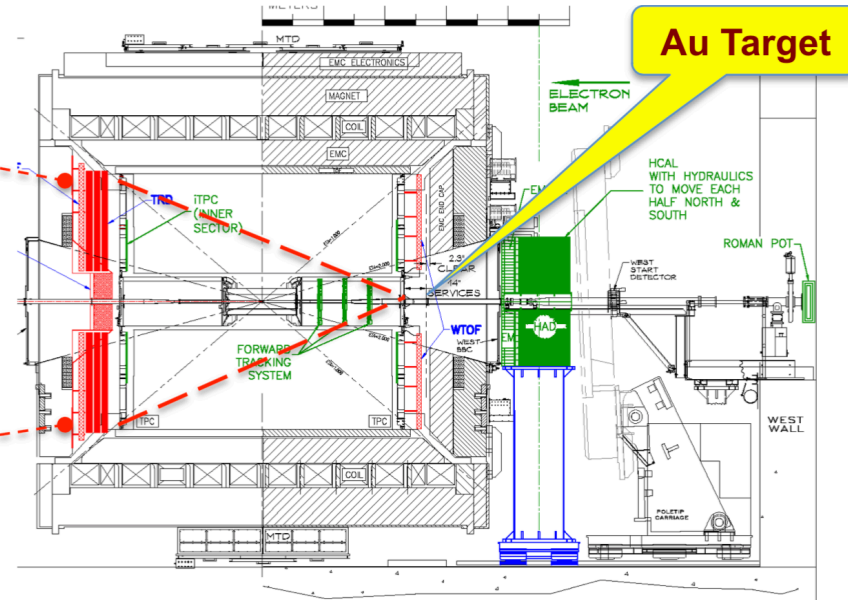 METERS
Au Target
MTD
EMC ELECTRONICS
MAGNET
ELECTRON
BEAM
COIL
EMC
HCAL
WITH HYDRAULICS
TO MOVE EACH
HALF NORTH &
SOUTH
TRD
iTPC
(INNER
SECTOR)
EMC END CAP
ROMAN POT
2.3"
CLEAR
14"
SERVICES
WEST
START
DETECTOR
WTOF
HAD
WEST
BBC
FORWARD
TRACKING
SYSTEM
TPC
TPC
WEST
WALL
COIL
POLETIP
CARRIAGE
MTD